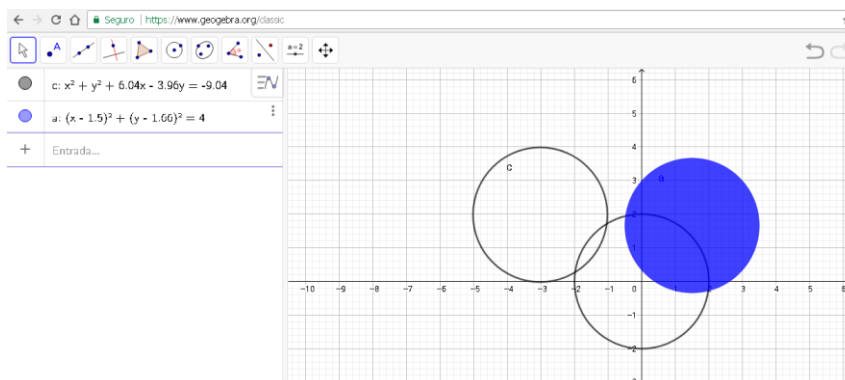 Seguro | https://www.geogebra.org/classic
A
a=2
c: x² + y² + 6.04x - 3.96y = -9.04
a: (x - 1.5)² + (y - 1.66)² = 4
+ Entrada...
6
5
4
c
3
a
2
1
-10 -9 -8 -7 -6 -5 -4 -3 -2 -1 0 1 2 3 4 5 6
-1
-2